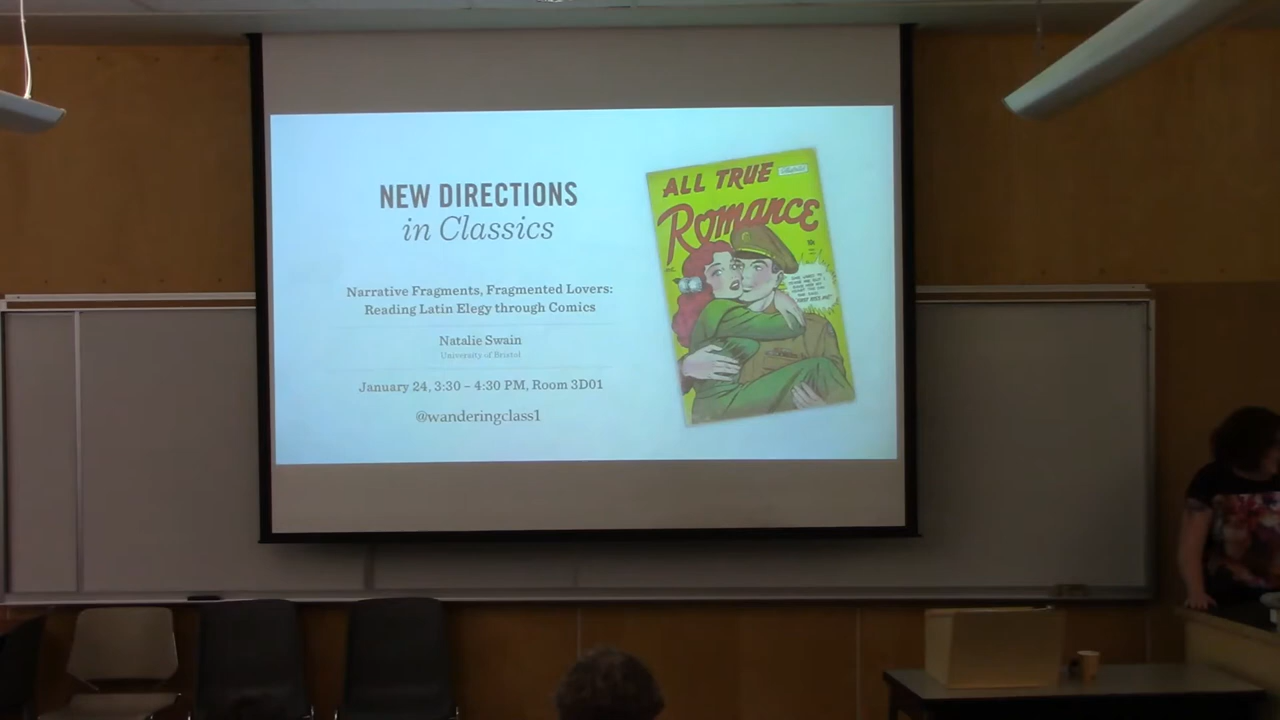 NEW DIRECTIONS
in Classics
Narrative Fragments, Fragmented Lovers:
Reading Latin Elegy through Comics
Natalie Swain
University of Bristol
January 24, 3:30 – 4:30 PM, Room 3D01
@wanderingclass1
ALL TRUE
Romance
10¢